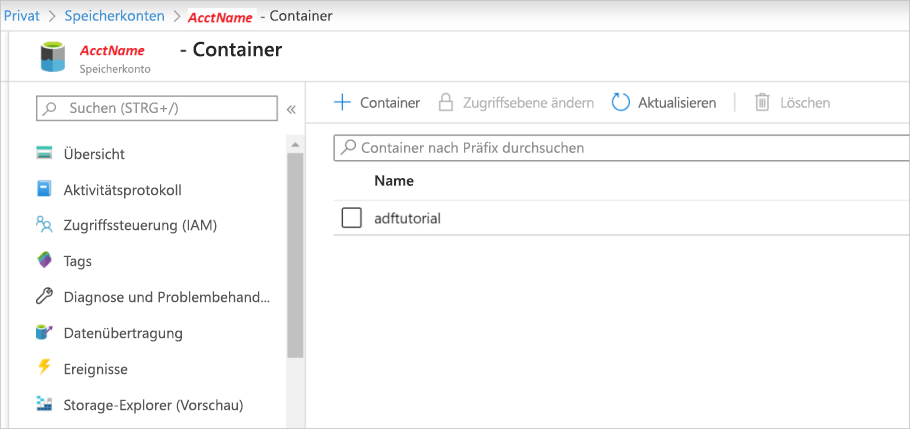 Privat > Speicherkonten > AcctName - Container
AcctName - Container
Speicherkonto
Suchen (STRG+/)
«
+ Container Zugriffsebene ändern Aktualisieren Löschen
Container nach Präfix durchsuchen
Name
adftutorial
Übersicht
Aktivitätsprotokoll
Zugriffssteuerung (IAM)
Tags
Diagnose und Problembehand...
Datenübertragung
Ereignisse
Storage-Explorer (Vorschau)